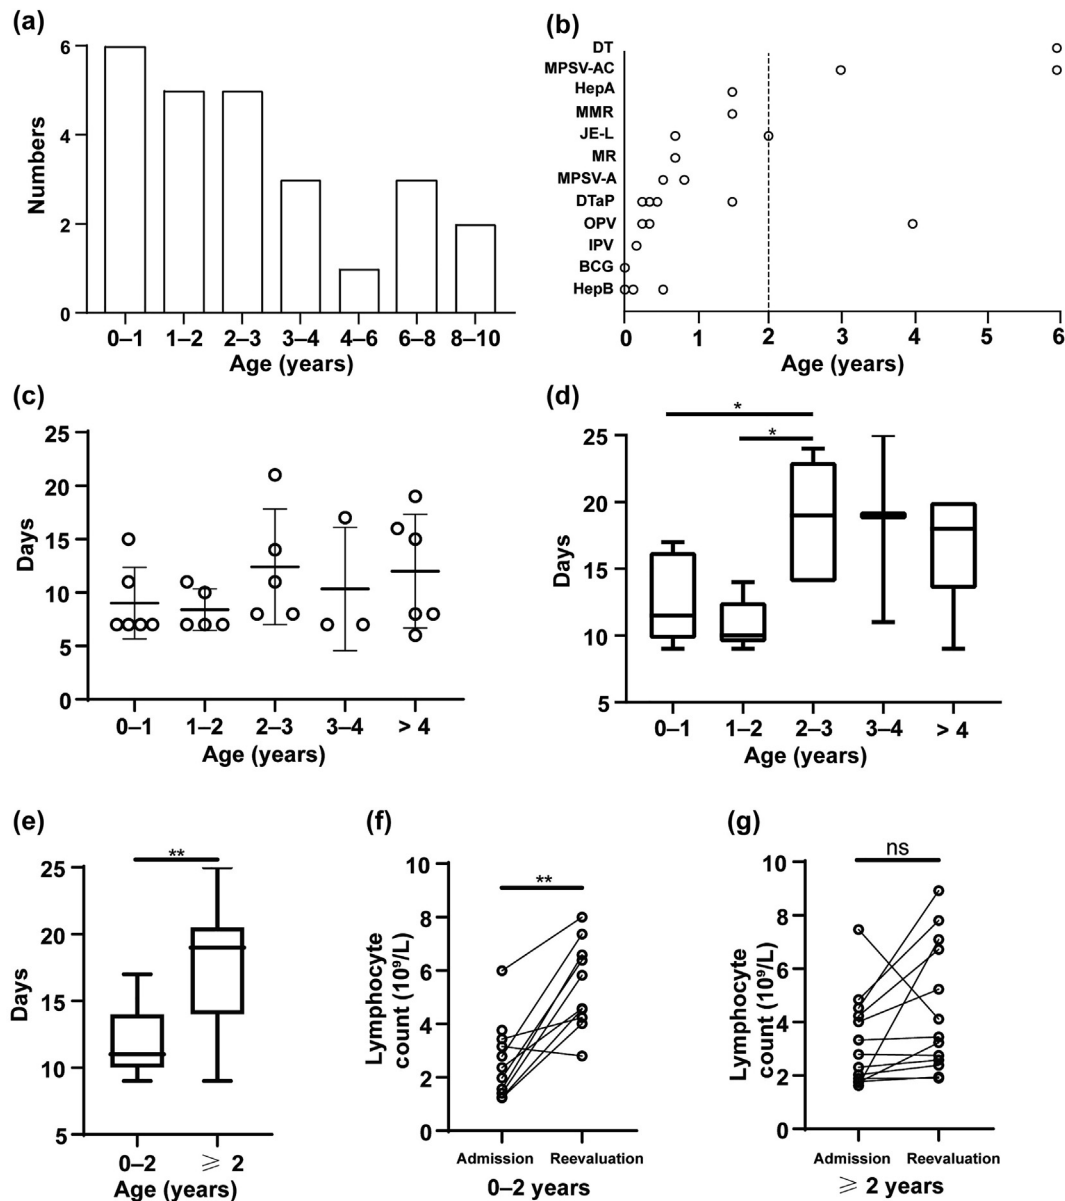 (a)
6
4
2
0
Numbers
0–1 1–2 2–3 3–4 4–6 6–8 8–10
Age (years)
(b)
DT
MPSV-AC
HepA
MMR
JE-L
MR
MPSV-A
DTaP
OPV
IPV
BCG
HepB
0 1 2 3 4 5 6
Age (years)
(c)
25
20
15
10
5
0
Days
0–1 1–2 2–3 3–4 > 4
Age (years)
(d)
*
*
25
20
15
10
5
Days
0–1 1–2 2–3 3–4 > 4
Age (years)
(e)
**
25
20
15
10
5
Days
0–2 ⩾ 2
Age (years)
(f)
**
10
8
6
4
2
0
Lymphocyte
count (10⁹/L)
Admission Reevaluation
0–2 years
(g)
ns
10
8
6
4
2
0
Lymphocyte
count (10⁹/L)
Admission Reevaluation
⩾ 2 years